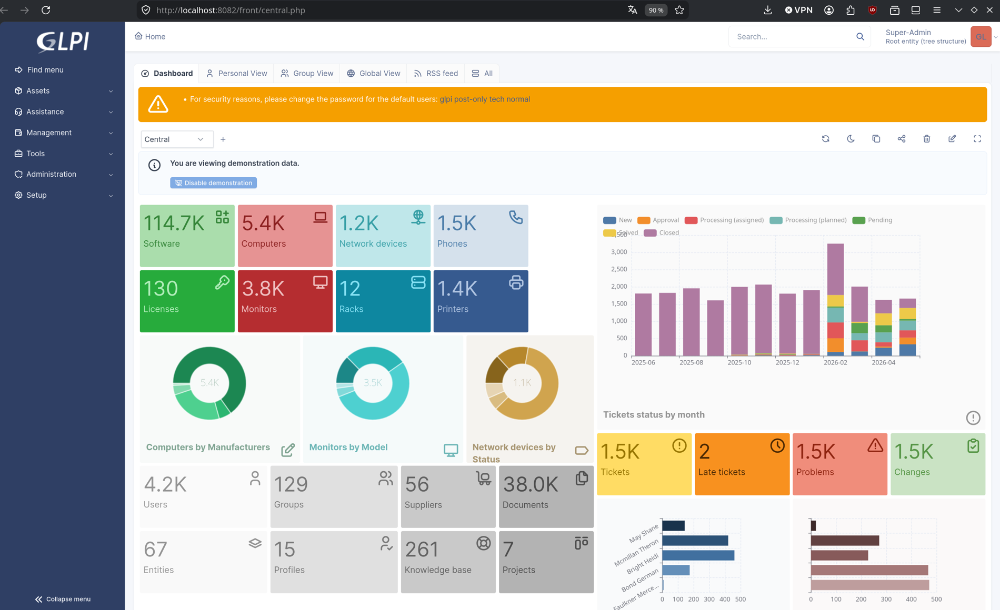 http://localhost:8082/front/central.php
90 %
VPN
GLPI
Home
Search...
Super-Admin
Root entity (tree structure)
GL
Find menu
Assets
Assistance
Management
Tools
Administration
Setup
Collapse menu
Dashboard
Personal View
Group View
Global View
RSS feed
All
• For security reasons, please change the password for the default users: glpi post-only tech normal
Central
You are viewing demonstration data.
Disable demonstration
114.7K
Software
5.4K
Computers
1.2K
Network devices
1.5K
Phones
130
Licenses
3.8K
Monitors
12
Racks
1.4K
Printers
5.4K
Computers by Manufacturers
3.5K
Monitors by Model
1.1K
Network devices by
Status
4.2K
Users
129
Groups
56
Suppliers
38.0K
Documents
67
Entities
15
Profiles
261
Knowledge base
7
Projects
New Approval Processing (assigned) Processing (planned) Pending
Solved Closed
3,000
2,500
2,000
1,500
1,000
500
0
2025-06 2025-08 2025-10 2025-12 2026-02 2026-04
Tickets status by month
1.5K
Tickets
2
Late tickets
1.5K
Problems
1.5K
Changes
May Shane
Mcmillan Theron
Bright Heidi
Bond German
Faulkner Merce...
0 100 200 300 400 500
0 100 200 300 400 500